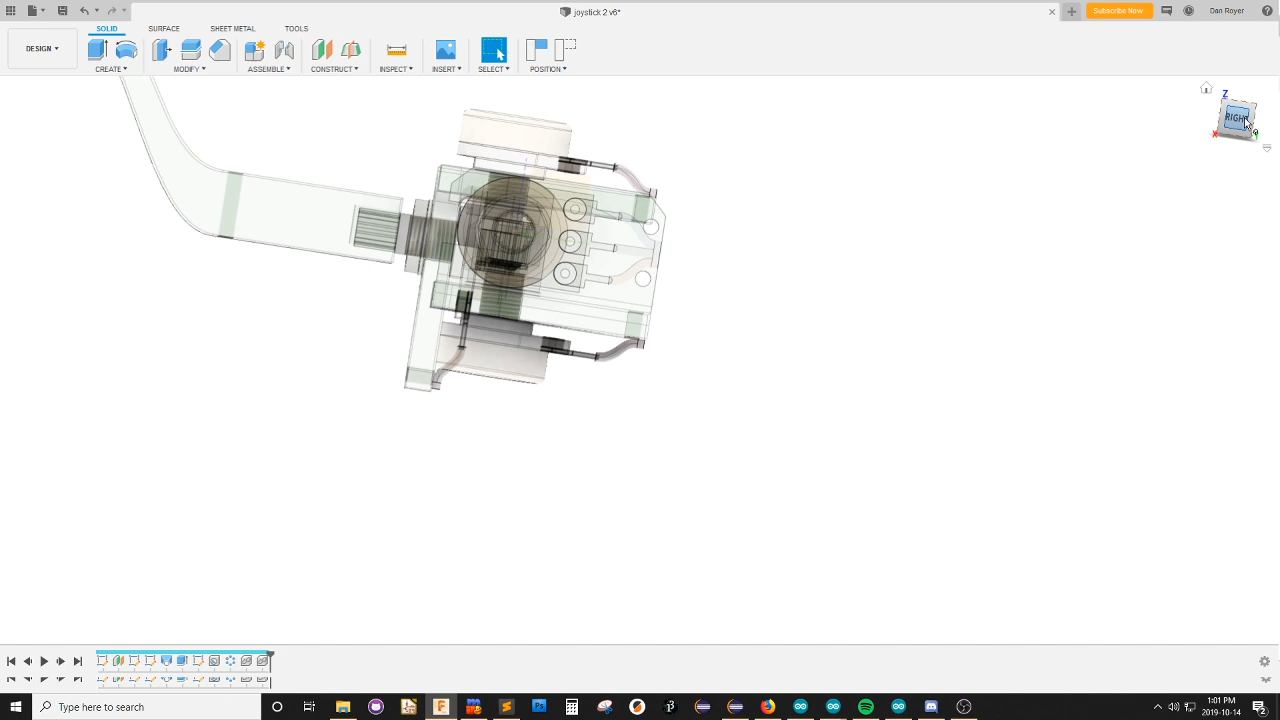 joystick 2 v6*
Subscribe Now
Dan Royer
SOLID
SURFACE
SHEET METAL
TOOLS
DESIGN
CREATE
MODIFY
ASSEMBLE
CONSTRUCT
INSPECT
INSERT
SELECT
POSITION
Z
RIGH
X
Type here to search
1:01 PM
2019-10-14